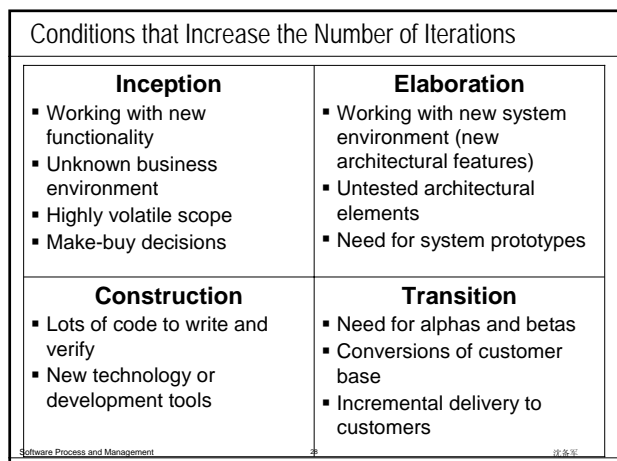 Conditions that Increase the Number of Iterations
Inception
▪ Working with new
functionality
▪ Unknown business
environment
▪ Highly volatile scope
▪ Make-buy decisions
Elaboration
▪ Working with new system
environment (new
architectural features)
▪ Untested architectural
elements
▪ Need for system prototypes
Construction
▪ Lots of code to write and
verify
▪ New technology or
development tools
Transition
▪ Need for alphas and betas
▪ Conversions of customer
base
▪ Incremental delivery to
customers
Software Process and Management
28
沈备军